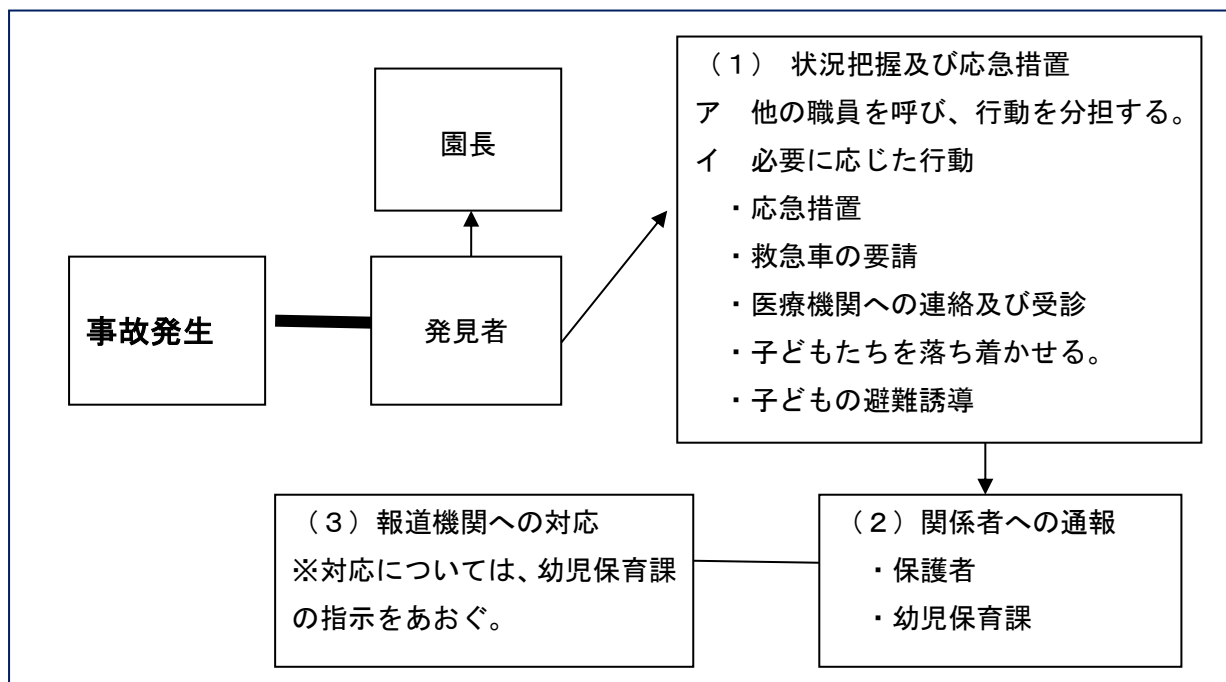 事故発生
発見者
園長
（１） 状況把握及び応急措置
ア　他の職員を呼び、行動を分担する。
イ　必要に応じた行動
・応急措置
・救急車の要請
・医療機関への連絡及び受診
・子どもたちを落ち着かせる。
・子どもの避難誘導
（２）関係者への通報
・保護者
・幼児保育課
（３）報道機関への対応
※対応については、幼児保育課
の指示をあおぐ。